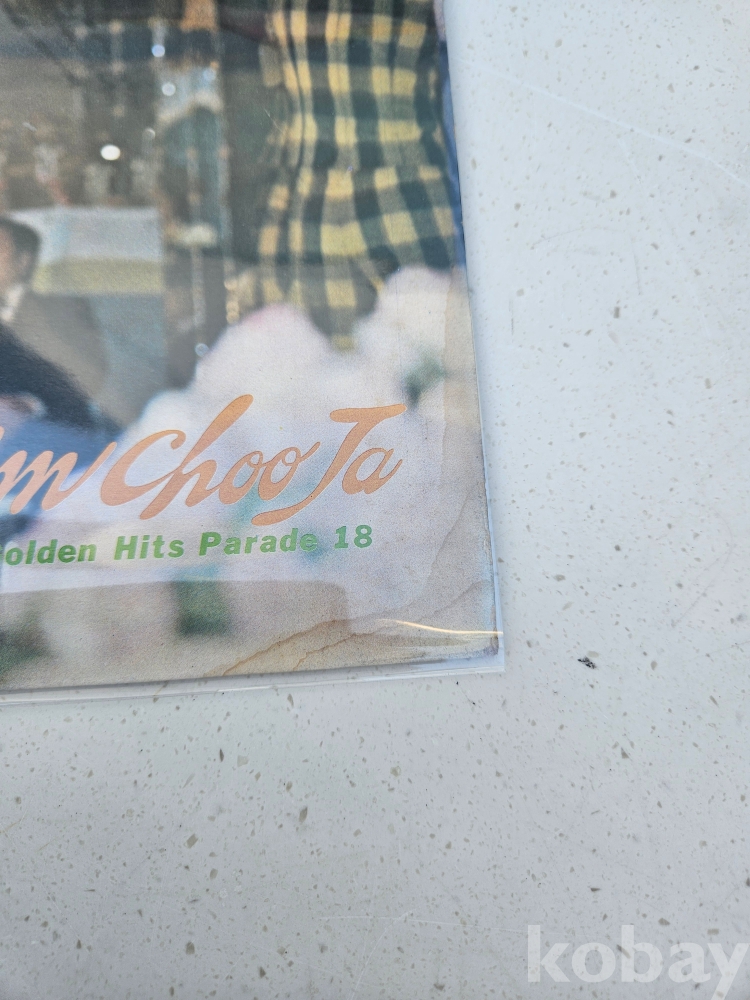 m Choo Ja
olden Hits Parade 18
kobay